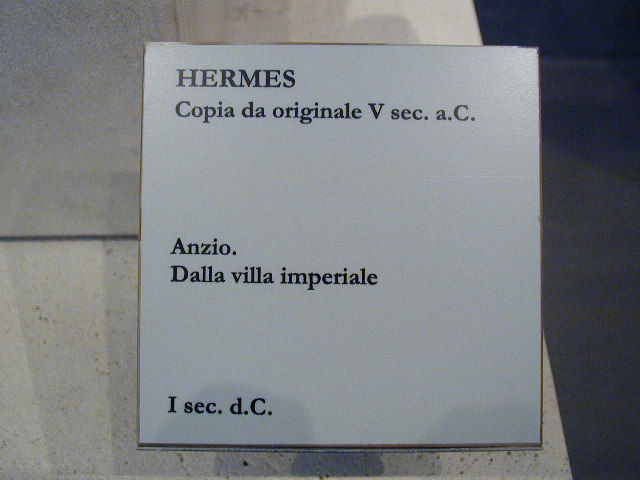 HERMES
Copia da originale V sec. a.C.
Anzio.
Dalla villa imperiale
I sec. d.C.